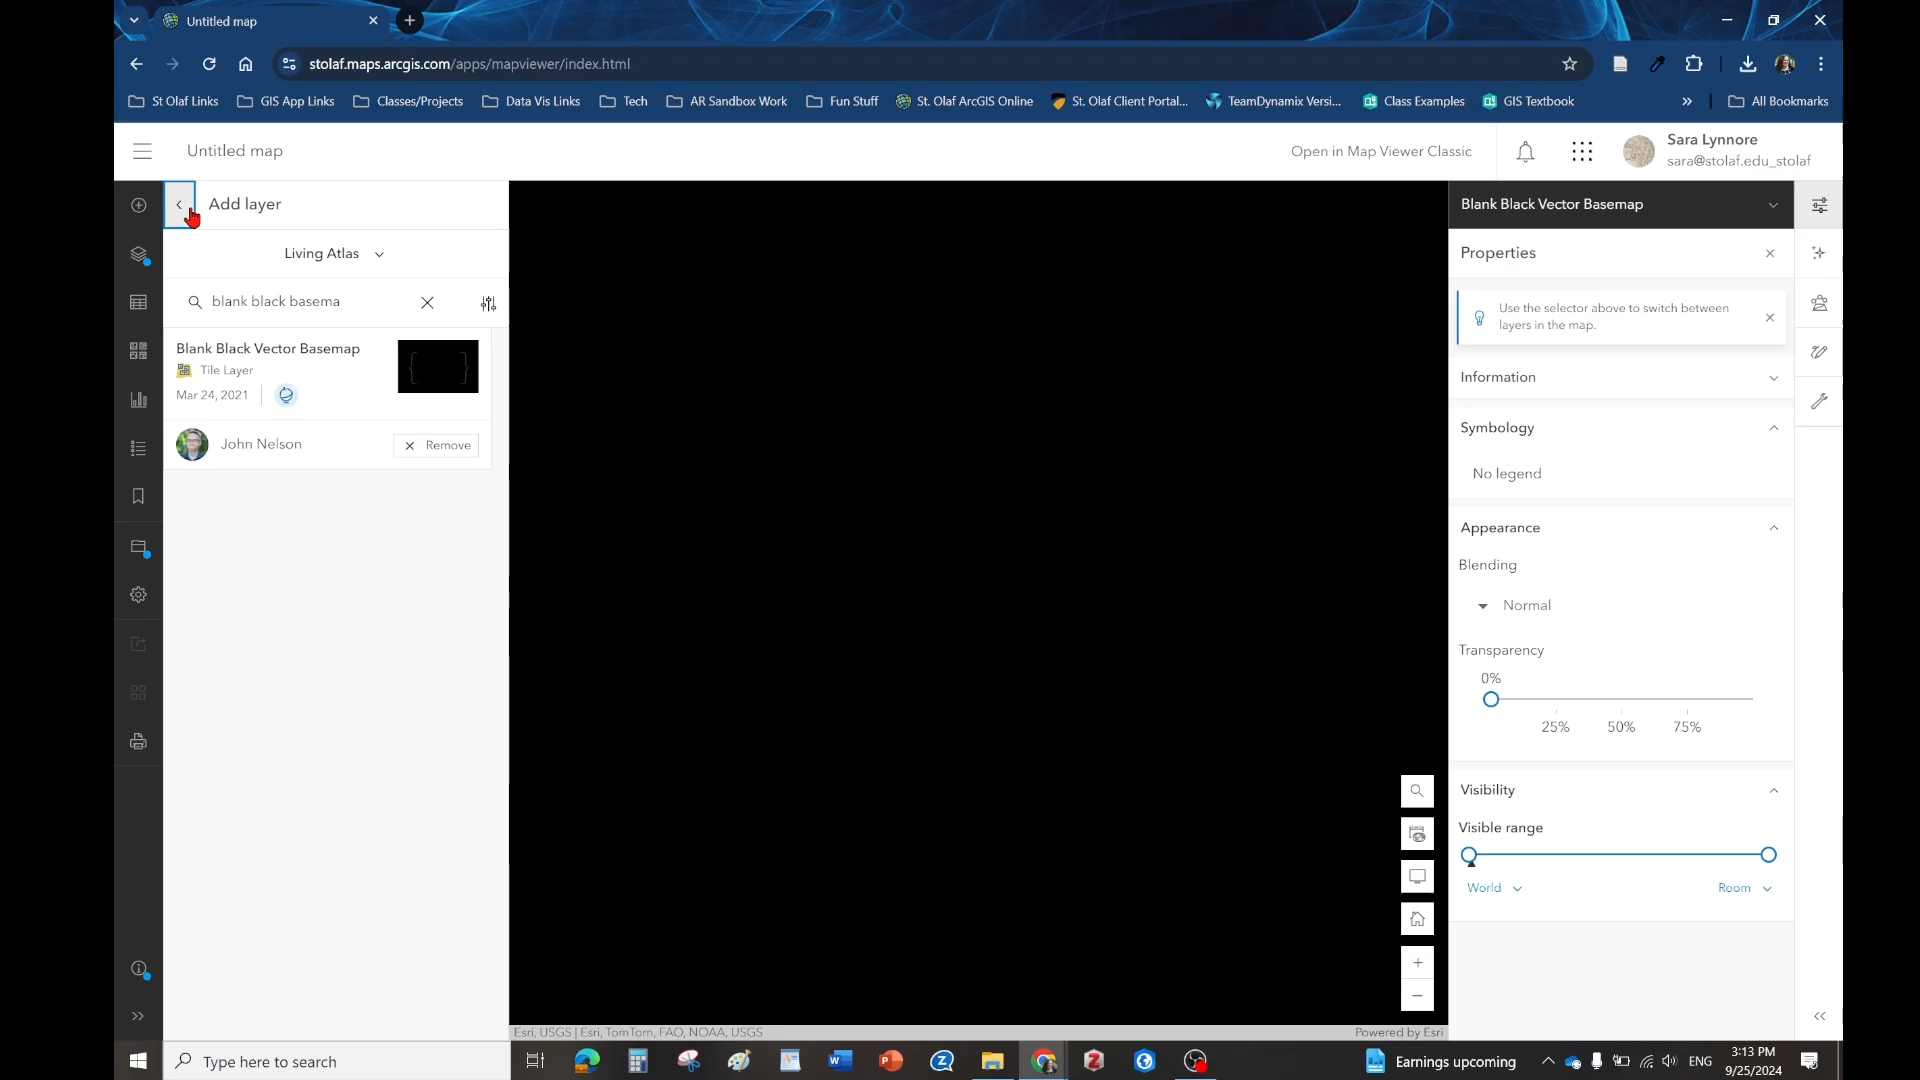 Untitled map
stolaf.maps.arcgis.com/apps/mapviewer/index.html
St Olaf Links
GIS App Links
Classes/Projects
Data Vis Links
Tech
AR Sandbox Work
Fun Stuff
St. Olaf ArcGIS Online
St. Olaf Client Portal...
TeamDynamix Versi...
Class Examples
GIS Textbook
All Bookmarks
Untitled map
Open in Map Viewer Classic
Sara Lynnore
sara@stolaf.edu_stolaf
Add layer
Living Atlas
blank black basema
Blank Black Vector Basemap
Tile Layer
Mar 24, 2021
John Nelson
Remove
Blank Black Vector Basemap
Properties
Use the selector above to switch between
layers in the map.
Information
Symbology
No legend
Appearance
Blending
Normal
Transparency
0%
25% 50% 75%
Visibility
Visible range
World
Room
Esri, USGS | Esri, TomTom, FAO, NOAA, USGS
Powered by Esri
Type here to search
Earnings upcoming
ENG
3:13 PM
9/25/2024